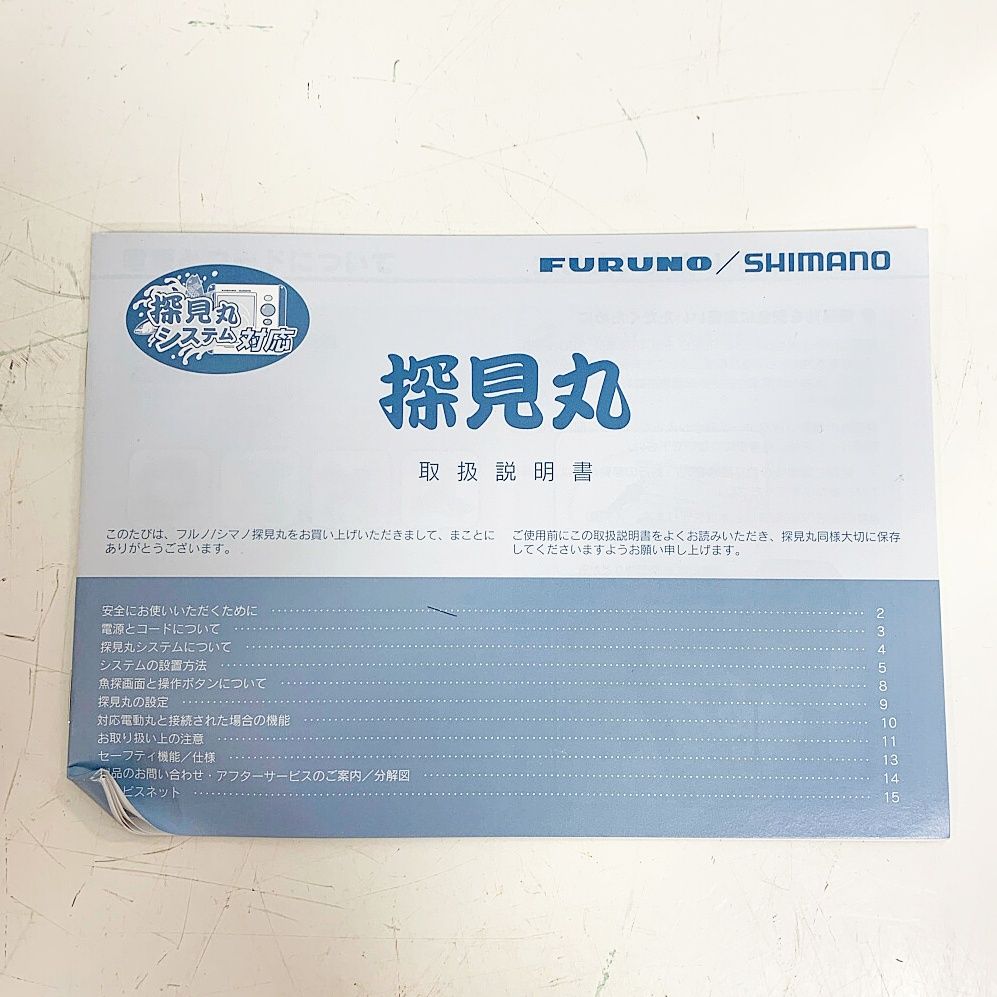 FURUNO/SHIMANO
探見丸
システム対応
探見丸
取扱説明書
このたびは、フルノ/シマノ探見丸をお買い上げいただきまして、まことに
ありがとうございます。
ご使用前にこの取扱説明書をよくお読みいただき、探見丸同様大切に保存
してくださいますようお願い申し上げます。
安全にお使いいただくために 2
電源とコードについて 3
探見丸システムについて 4
システムの設置方法 5
魚探画面と操作ボタンについて 8
探見丸の設定 9
対応電動丸と接続された場合の機能 10
お取り扱い上の注意 11
セーフティ機能/仕様 13
品のお問い合わせ・アフターサービスのご案内/分解図 14
ビスネット 15